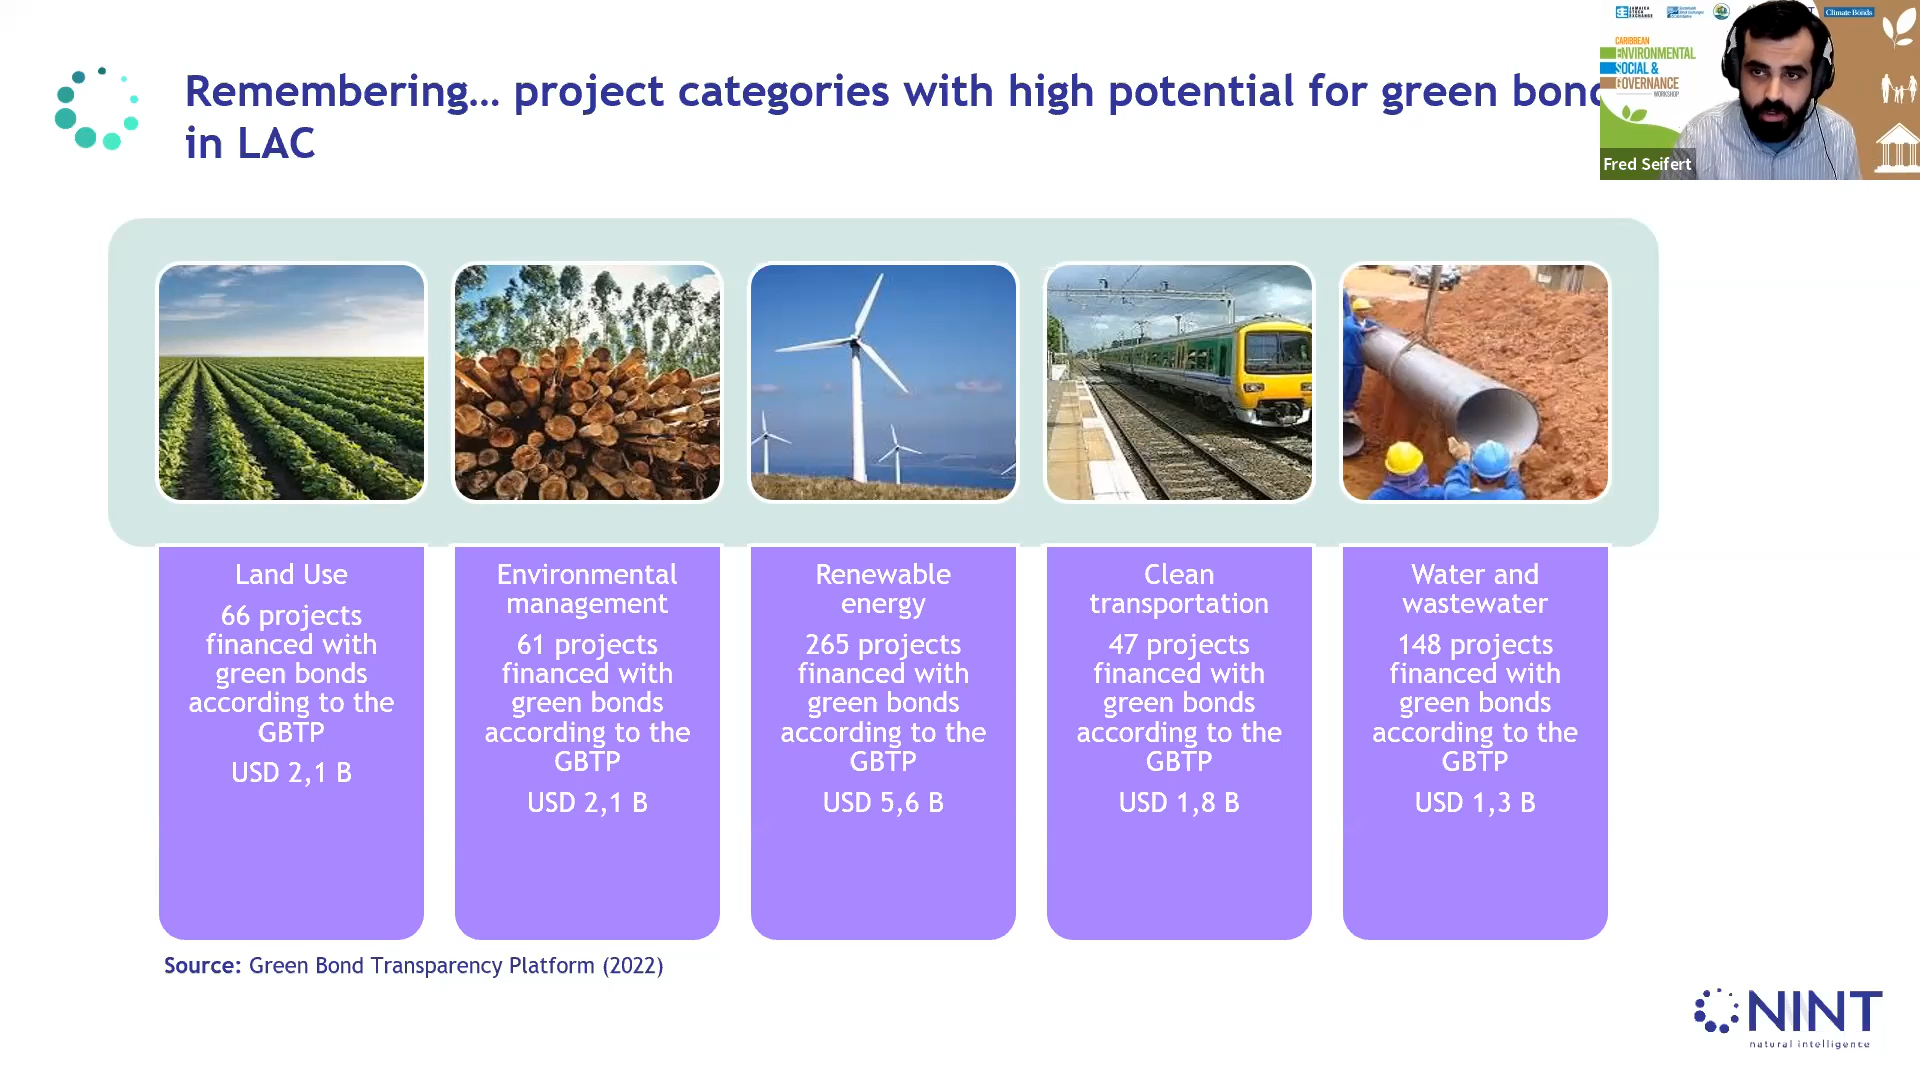 Remembering... project categories with high potential for green bond
in LAC
JAMAICA
STOCK
EXCHANGE
Climate Bonds
CARIBBEAN
ENVIRONMENTAL
SOCIAL &
GOVERNANCE
WORKSHOP
Fred Seifert
Land Use
66 projects
financed with
green bonds
according to the
GBTP
USD 2,1 B
Environmental
management
61 projects
financed with
green bonds
according to the
GBTP
USD 2,1 B
Renewable
energy
265 projects
financed with
green bonds
according to the
GBTP
USD 5,6 B
Clean
transportation
47 projects
financed with
green bonds
according to the
GBTP
USD 1,8 B
Water and
wastewater
148 projects
financed with
green bonds
according to the
GBTP
USD 1,3 B
Source: Green Bond Transparency Platform (2022)
NINT
natural intelligence